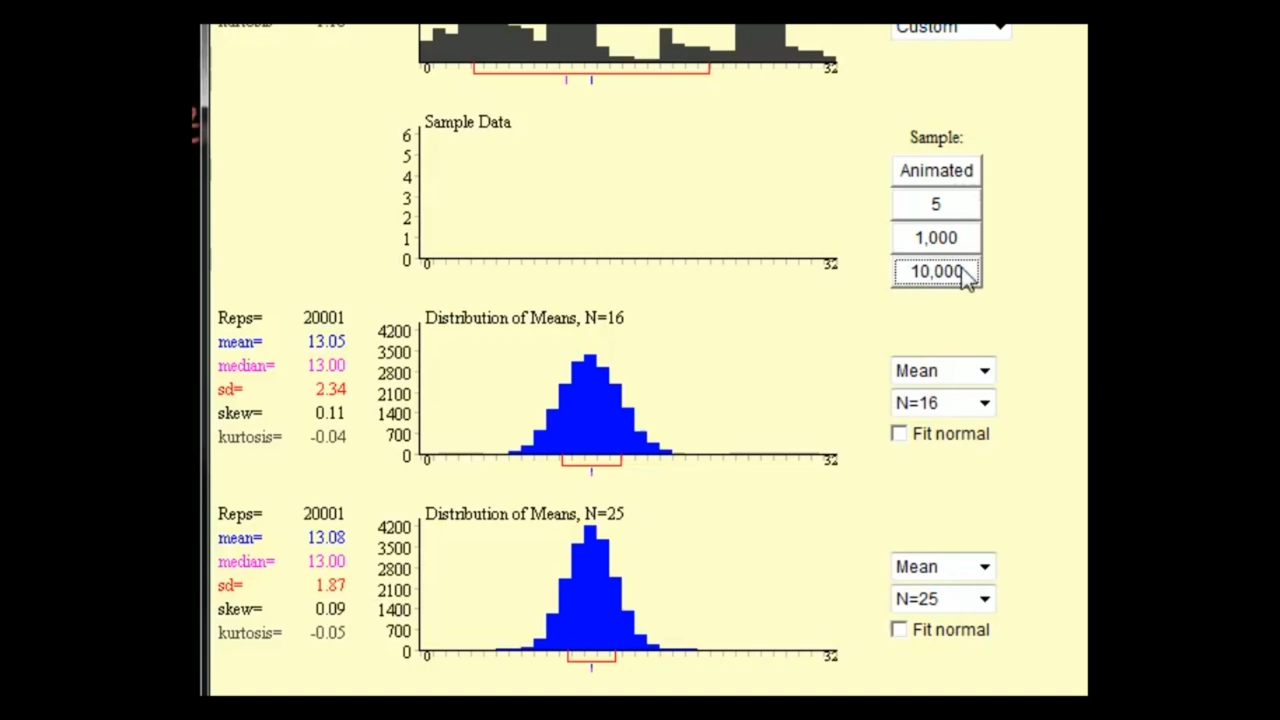 Custom
0 32
Sample Data
6
5
4
3
2
1
0
0 32
Sample:
Animated
5
1,000
10,000
Reps= 20001
mean= 13.05
median= 13.00
sd= 2.34
skew= 0.11
kurtosis= -0.04
Distribution of Means, N=16
4200
3500
2800
2100
1400
700
0
0 32
Mean
N=16
Fit normal
Reps= 20001
mean= 13.08
median= 13.00
sd= 1.87
skew= 0.09
kurtosis= -0.05
Distribution of Means, N=25
4200
3500
2800
2100
1400
700
0
0 32
Mean
N=25
Fit normal